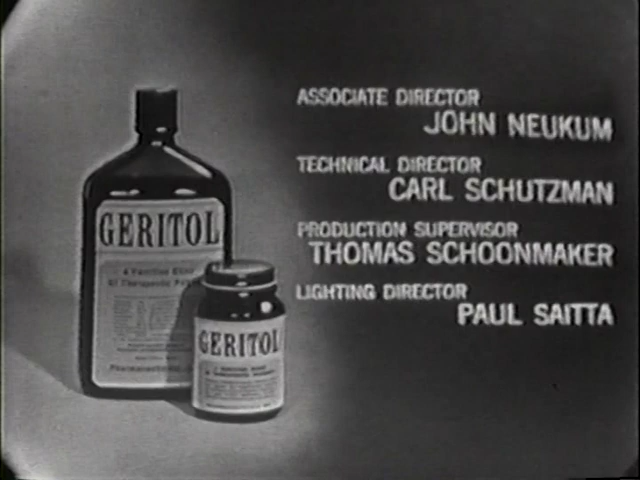 GERITOL
GERITOL
ASSOCIATE DIRECTOR
JOHN NEUKUM
TECHNICAL DIRECTOR
CARL SCHUTZMAN
PRODUCTION SUPERVISOR
THOMAS SCHOONMAKER
LIGHTING DIRECTOR
PAUL SAITTA